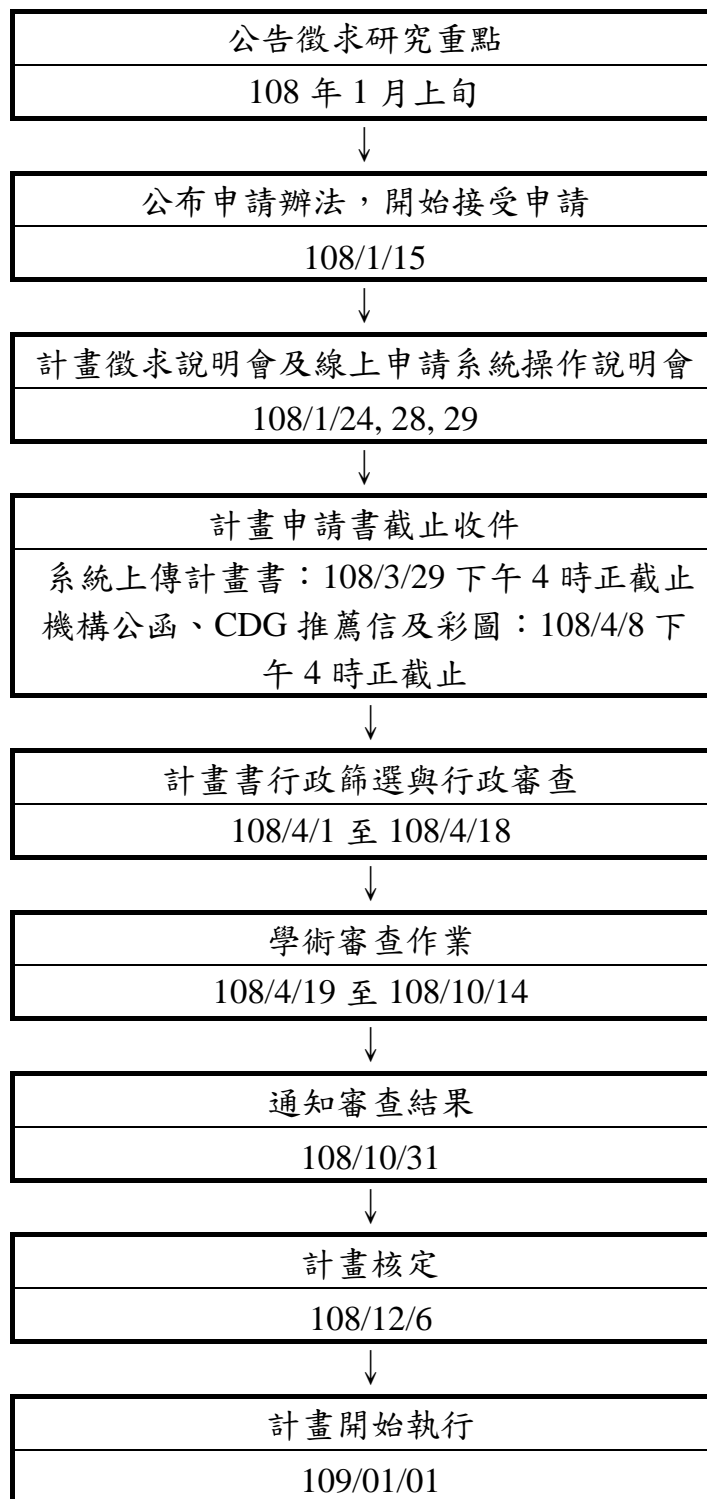 公告徵求研究重點
108 年 1 月上旬
↓
公布申請辦法，開始接受申請
108/1/15
↓
計畫徵求說明會及線上申請系統操作說明會
108/1/24, 28, 29
↓
計畫申請書截止收件
系統上傳計畫書：108/3/29 下午 4 時正截止
機構公函、CDG 推薦信及彩圖：108/4/8 下
午 4 時正截止
↓
計畫書行政篩選與行政審查
108/4/1 至 108/4/18
↓
學術審查作業
108/4/19 至 108/10/14
↓
通知審查結果
108/10/31
↓
計畫核定
108/12/6
↓
計畫開始執行
109/01/01